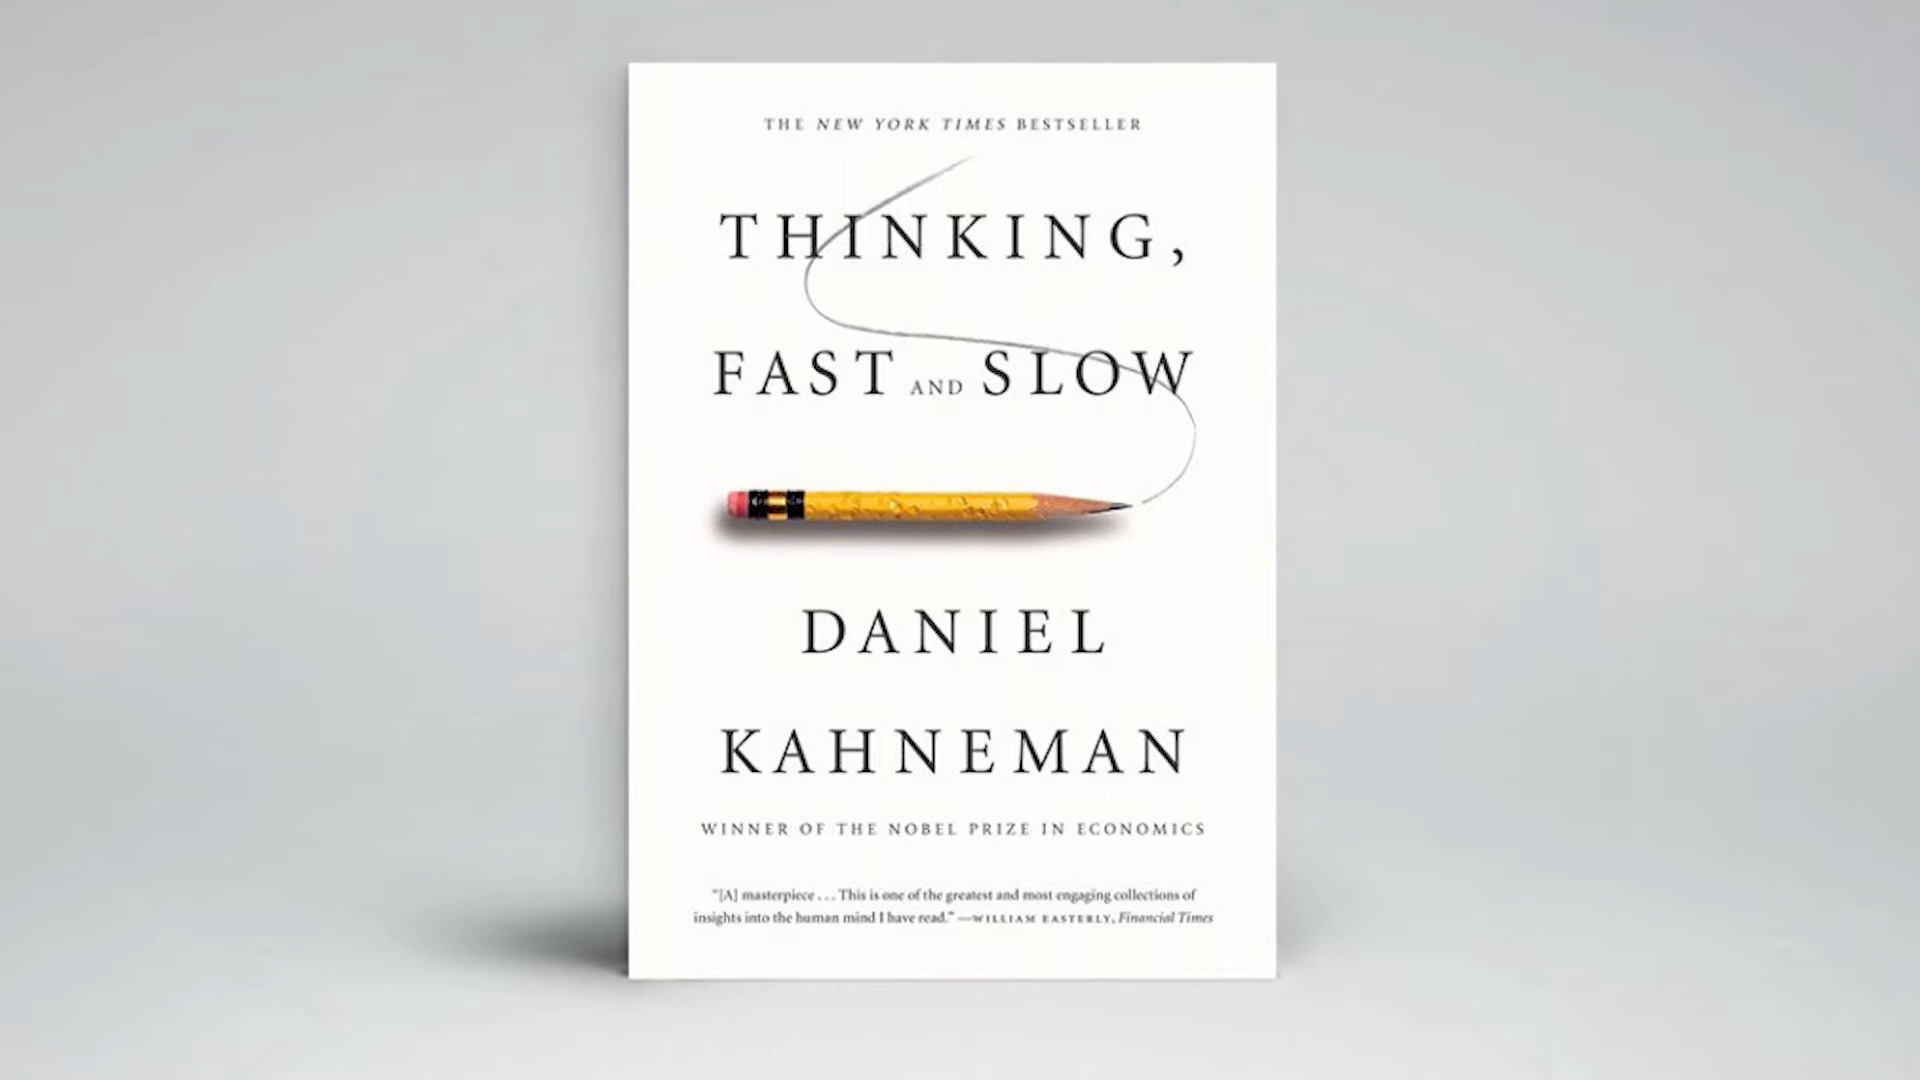 THE NEW YORK TIMES BESTSELLER
THINKING,
FAST AND SLOW
DANIEL
KAHNEMAN
WINNER OF THE NOBEL PRIZE IN ECONOMICS
"[A] masterpiece . . . This is one of the greatest and most engaging collections of
insights into the human mind I have read." —WILLIAM EASTERLY, Financial Times